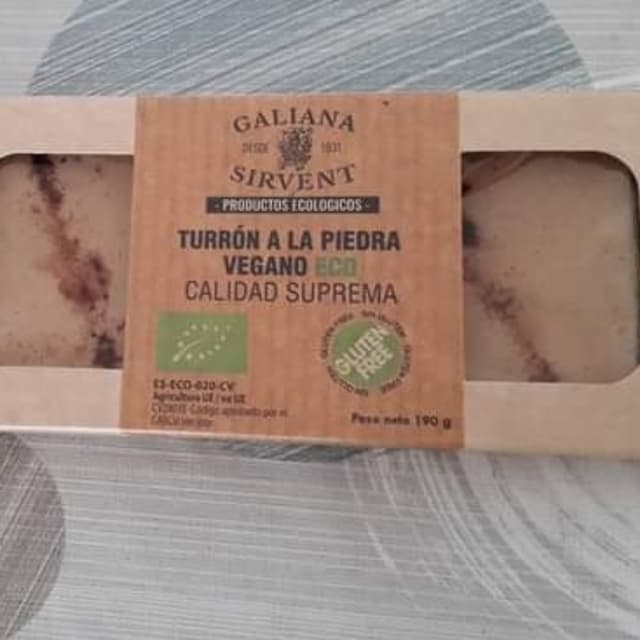 GALIANA
DESDE 1831
SIRVENT
- PRODUCTOS ECOLOGICOS -
TURRÓN A LA PIEDRA
VEGANO ECO
CALIDAD SUPREMA
GLUTEN
FREE
ES-ECO-020-CV
Agricultura UE / no UE
Peso neto 190 g